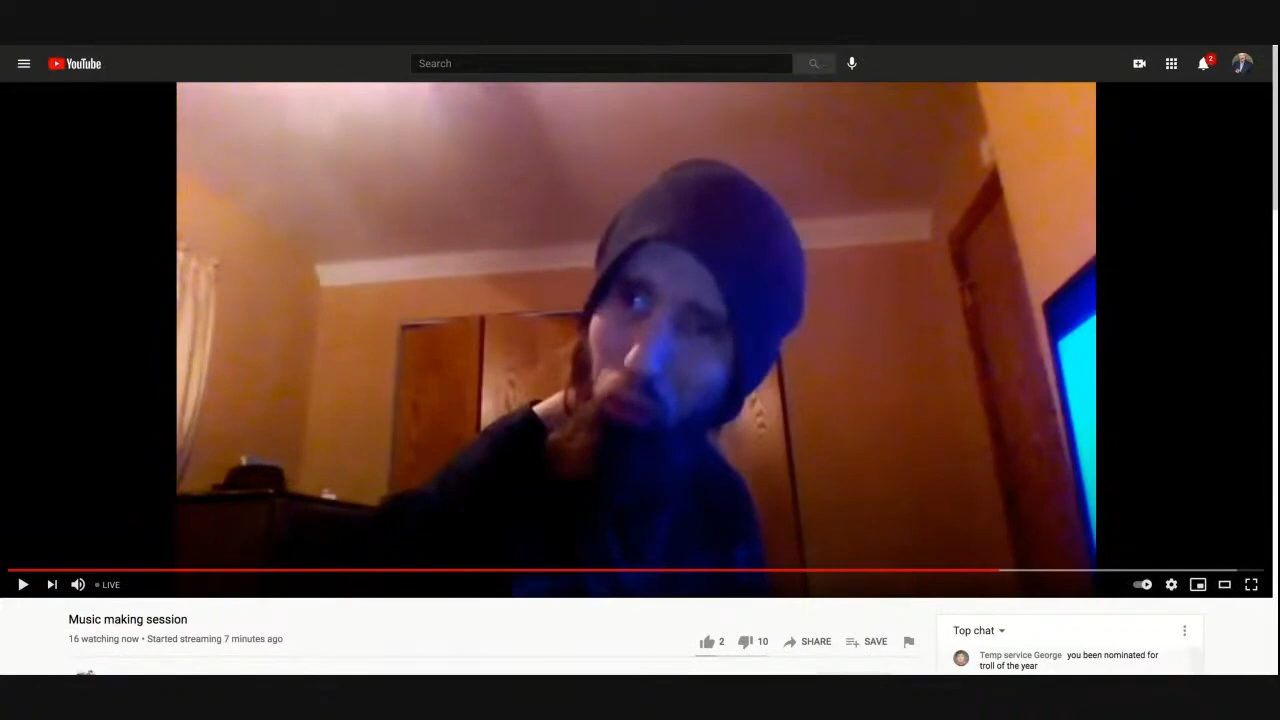 YouTube
Search
2
LIVE
Music making session
16 watching now • Started streaming 7 minutes ago
2
10
SHARE
SAVE
Top chat
Temp service George you been nominated for
troll of the year